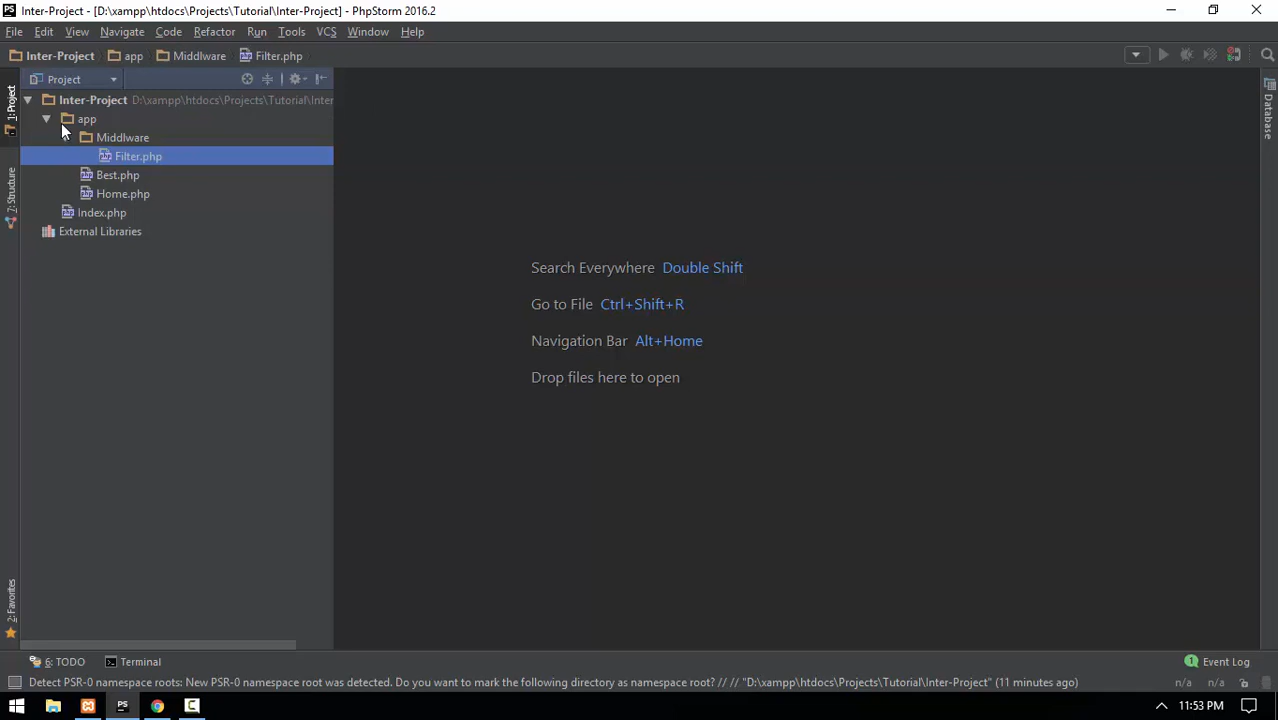 Inter-Project - [D:\xampp\htdocs\Projects\Tutorial\Inter-Project] - PhpStorm 2016.2
File Edit View Navigate Code Refactor Run Tools VCS Window Help
Inter-Project app Middlware Filter.php
1: Project
7: Structure
2: Favorites
Project
Inter-Project D:\xampp\htdocs\Projects\Tutorial\Inter
app
Middlware
Filter.php
Best.php
Home.php
Index.php
External Libraries
Search Everywhere Double Shift
Go to File Ctrl+Shift+R
Navigation Bar Alt+Home
Drop files here to open
Database
6: TODO Terminal 1 Event Log
Detect PSR-0 namespace roots: New PSR-0 namespace root was detected. Do you want to mark the following directory as namespace root? // // "D:\xampp\htdocs\Projects\Tutorial\Inter-Project" (11 minutes ago) n/a n/a
PS
11:53 PM